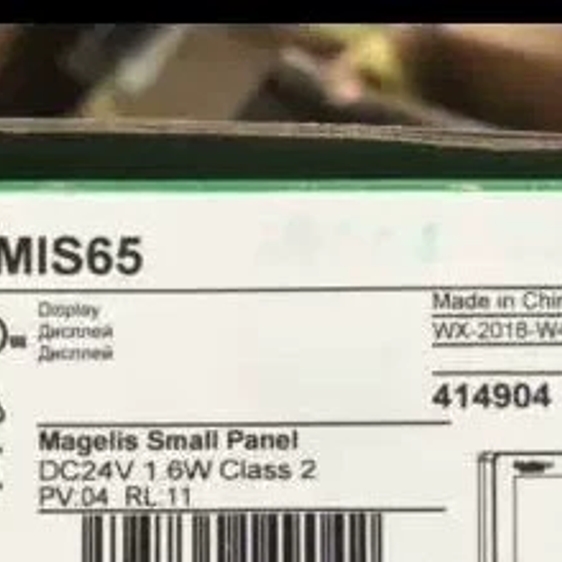 MIS65
Display
Дисплей
Дисплей
Made in Chin
WX-2018-W4
414904
Magelis Small Panel
DC24V 1.6W Class 2
PV:04 RL:11